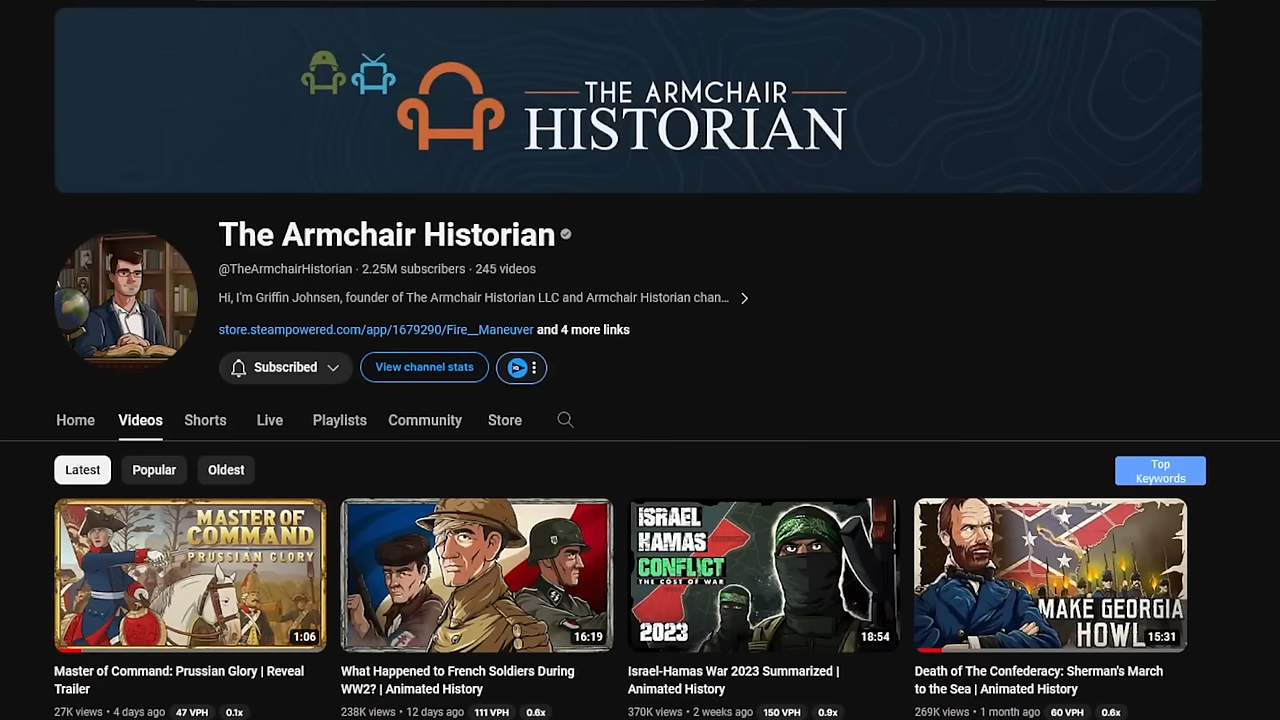 THE ARMCHAIR
HISTORIAN
The Armchair Historian
@TheArmchairHistorian · 2.25M subscribers · 245 videos
Hi, I'm Griffin Johnsen, founder of The Armchair Historian LLC and Armchair Historian chan...
store.steampowered.com/app/1679290/Fire__Maneuver and 4 more links
Subscribed
View channel stats
Home Videos Shorts Live Playlists Community Store
Latest Popular Oldest
Top
Keywords
MASTER OF
COMMAND
PRUSSIAN GLORY
1:06
16:19
ISRAEL
HAMAS
CONFLICT
THE COST OF WAR
2023
18:54
MAKE GEORGIA
HOWL
15:31
Master of Command: Prussian Glory | Reveal
Trailer
27K views • 4 days ago 47 VPH 0.1x
What Happened to French Soldiers During
WW2? | Animated History
238K views • 12 days ago 111 VPH 0.6x
Israel-Hamas War 2023 Summarized |
Animated History
370K views • 2 weeks ago 150 VPH 0.9x
Death of The Confederacy: Sherman's March
to the Sea | Animated History
269K views • 1 month ago 60 VPH 0.6x